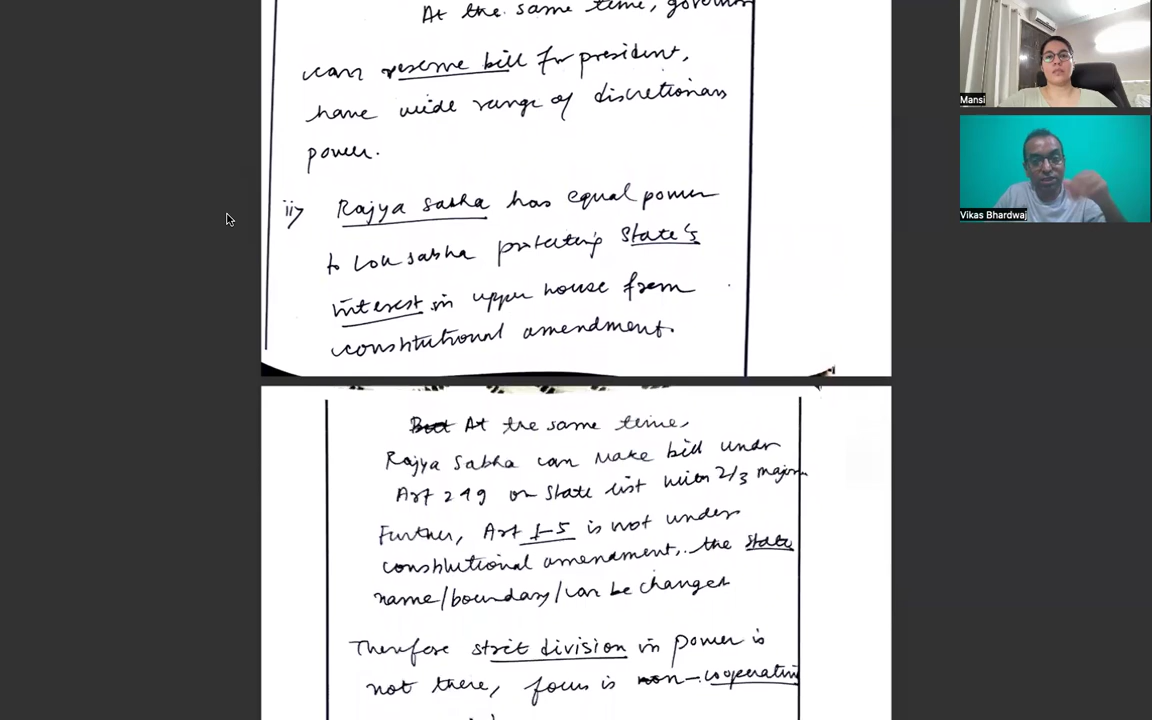 At the same time, governor
can reserve bill for president,
have wide range of discretionary
power.
ii) Rajya Sabha has equal power
to Lok sabha protecting State's
interest in upper house from
constitutional amendment.
But At the same time,
Rajya Sabha can make bill under
Art 249 on State list with 2/3 major
Further, Art 1-5 is not under
constitutional amendment, the state
name/boundary/can be changed
Therefore strict division in power is
not there, focus is non-cooperative
Mansi
Vikas Bhardwaj